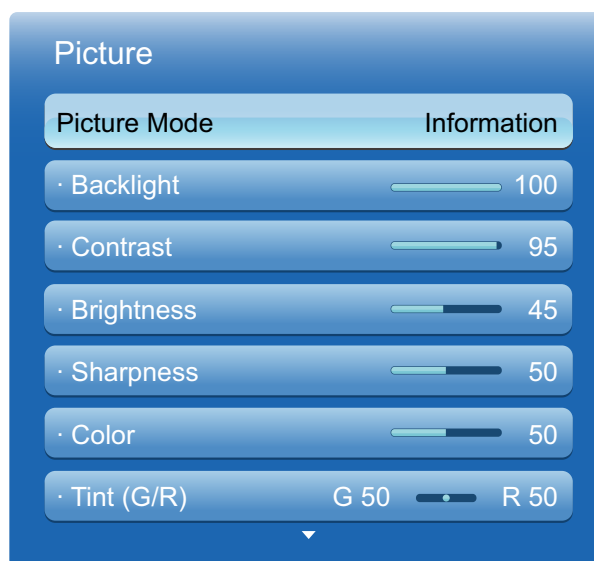 Picture
Picture Mode Information
· Backlight 100
· Contrast 95
· Brightness 45
· Sharpness 50
· Color 50
· Tint (G/R) G 50 R 50